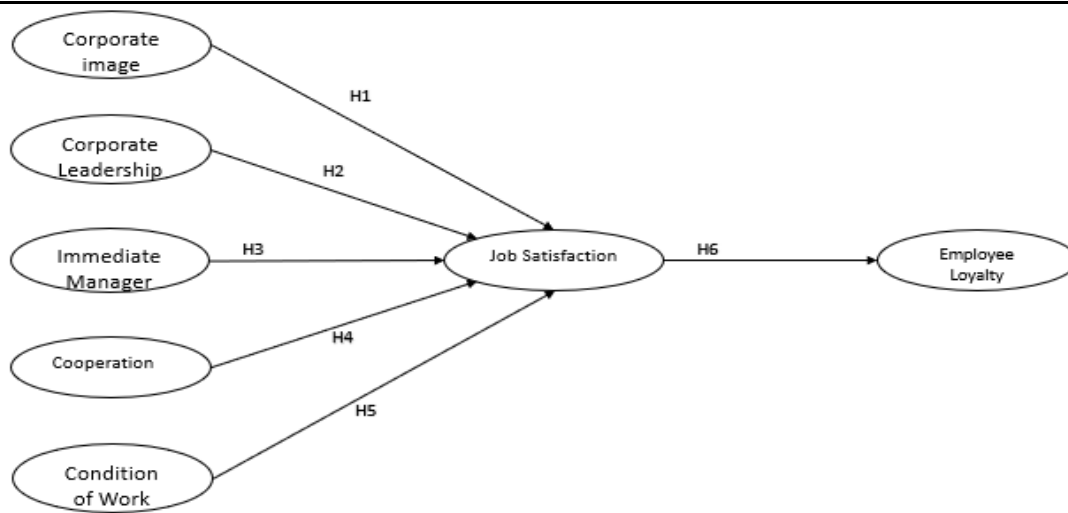 Corporate
image
H1
Corporate
Leadership
H2
Immediate
Manager
H3
Job Satisfaction
H6
Employee
Loyalty
Cooperation
H4
H5
Condition
of Work